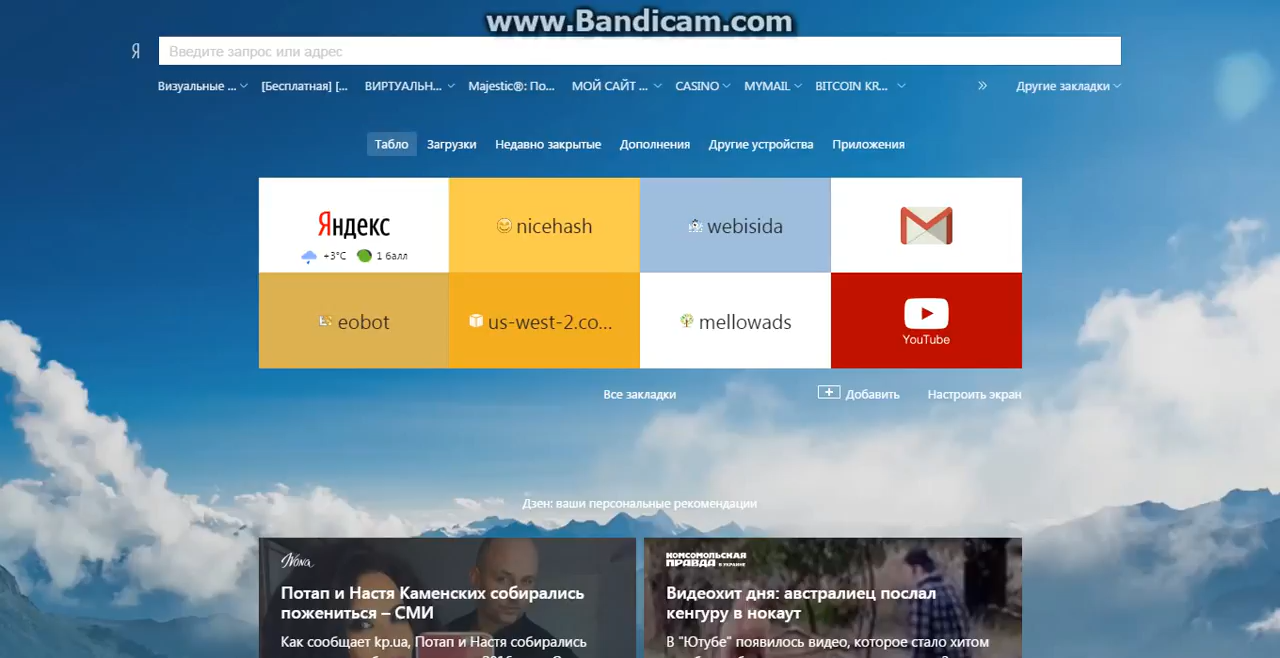 www.Bandicam.com
Я Введите запрос или адрес
Визуальные ... [Бесплатная] [... ВИРТУАЛЬН... Majestic®: По... МОЙ САЙТ ... CASINO MYMAIL BITCOIN KR... » Другие закладки
Табло Загрузки Недавно закрытые Дополнения Другие устройства Приложения
Яндекс nicehash webisida
+3°C 1 балл
eobot us-west-2.co... mellowads YouTube
Все закладки Добавить Настроить экран
Дзен: ваши персональные рекомендации
Ivona
Потап и Настя Каменских собирались
пожениться – СМИ
Как сообщает kp.ua, Потап и Настя собирались
КОМСОМОЛЬСКАЯ
ПРАВДА В УКРАИНЕ
Видеохит дня: австралиец послал
кенгуру в нокаут
В "Ютубе" появилось видео, которое стало хитом